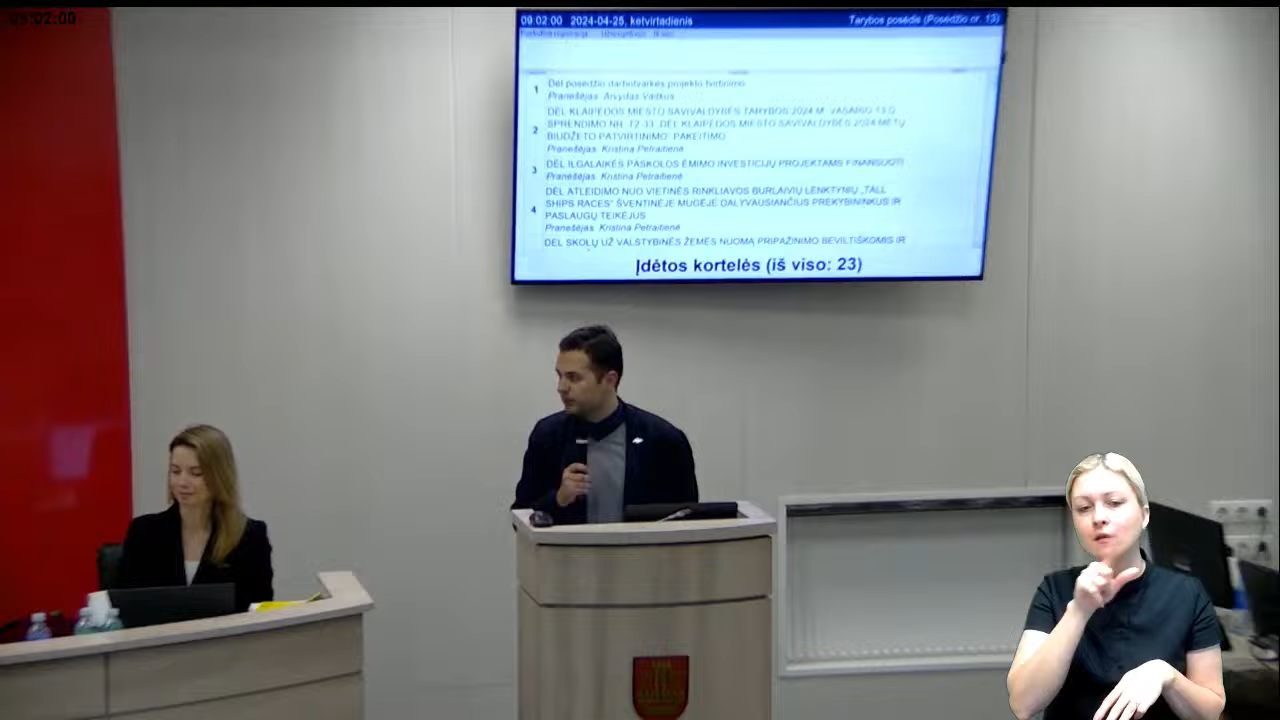 09:02:00
09:02:00 2024-04-25, ketvirtadienis
Tarybos posėdis (Posėdžio nr. 13)
1 Dėl posėdžio darbotvarkės projekto tvirtinimo
Pranešėjas: Arvydas Vaitkus
DĖL KLAIPĖDOS MIESTO SAVIVALDYBĖS TARYBOS 2024 M. VASARIO 15 D.
2 SPRENDIMO NR. T2-33 „DĖL KLAIPĖDOS MIESTO SAVIVALDYBĖS 2024 METŲ
BIUDŽETO PATVIRTINIMO" PAKEITIMO
Pranešėjas: Kristina Petraitienė
3 DĖL ILGALAIKĖS PASKOLOS ĖMIMO INVESTICIJŲ PROJEKTAMS FINANSUOTI
Pranešėjas: Kristina Petraitienė
DĖL ATLEIDIMO NUO VIETINĖS RINKLIAVOS BURLAIVIŲ LENKTYNIŲ „TALL
4 SHIPS RACES" ŠVENTINĖJE MUGĖJE DALYVAUSIANČIUS PREKYBININKUS IR
PASLAUGŲ TEIKĖJUS
Pranešėjas: Kristina Petraitienė
DĖL SKOLŲ UŽ VALSTYBINĖS ŽEMĖS NUOMĄ PRIPAŽINIMO BEVILTIŠKOMIS IR
Įdėtos kortelės (iš viso: 23)